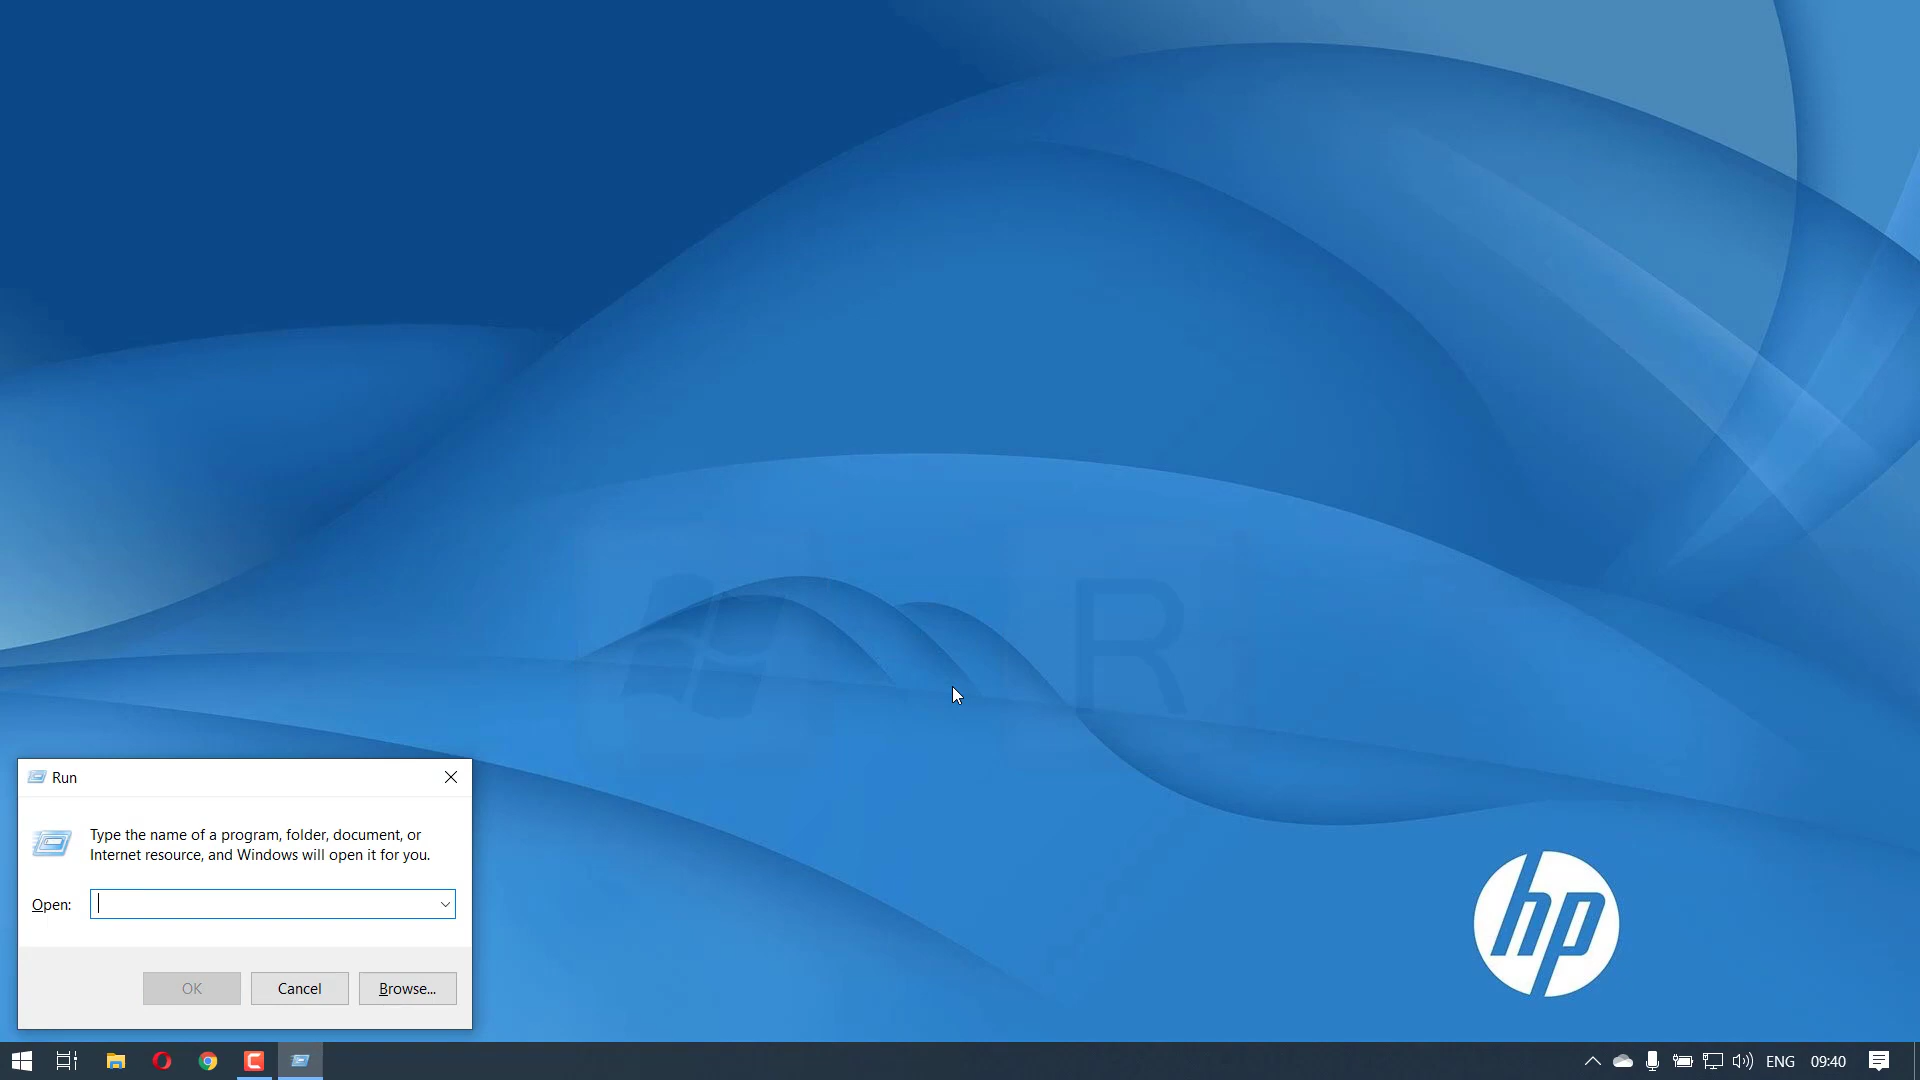 R
Run
Type the name of a program, folder, document, or
Internet resource, and Windows will open it for you.
Open:
OK
Cancel
Browse...
hp
ENG
09:40